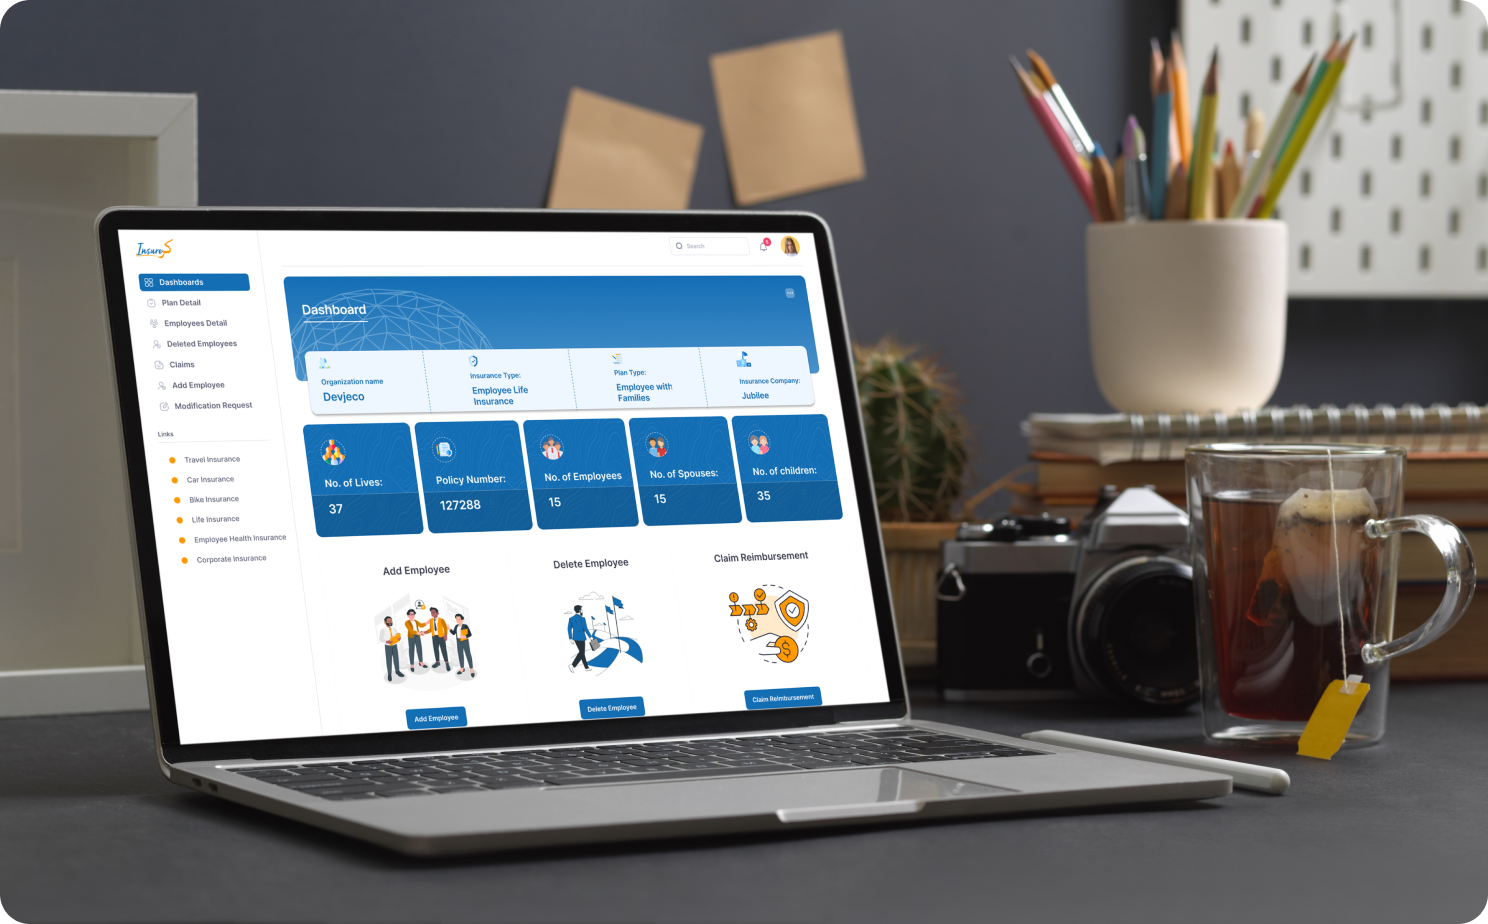 InsureS
Search
Dashboards
Plan Detail
Employees Detail
Deleted Employees
Claims
Add Employee
Modification Request
Links
Travel Insurance
Car Insurance
Bike Insurance
Life Insurance
Employee Health Insurance
Corporate Insurance
Dashboard
Organization name
Devjeco
Insurance Type:
Employee Life
Insurance
Plan Type:
Employee with
Families
Insurance Company:
Jubilee
No. of Lives:
37
Policy Number:
127288
No. of Employees
15
No. of Spouses:
15
No. of children:
35
Add Employee
Delete Employee
Claim Reimbursement
$
Add Employee
Delete Employee
Claim Reimbursement